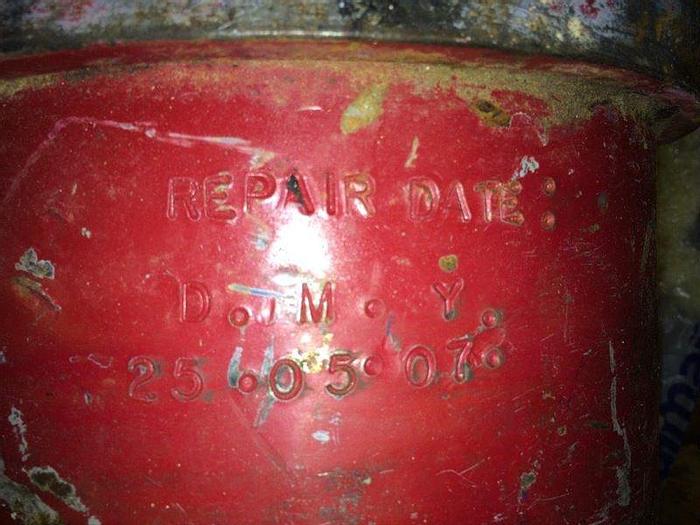 REPAIR DATE:
D. M. Y.
25.05.07.